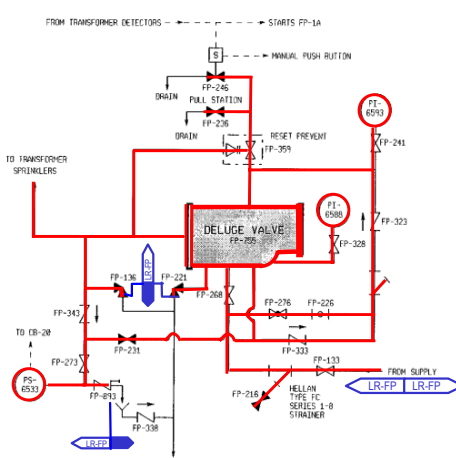 FROM TRANSFORMER DETECTORS
STARTS FP-1A
S
MANUAL PUSH BUTTON
FP-246
DRAIN
PULL STATION
PI-
6593
FP-236
DRAIN
RESET PREVENT
FP-241
FP-359
TO TRANSFORMER
SPRINKLERS
PI-
6588
FP-323
DELUGE VALVE
FP-755
FP-328
LR-FP
FP-136
FP-221
FP-268
FP-276
FP-226
FP-343
TO CB-20
FP-231
FP-333
FP-273
FP-133
FROM SUPPLY
PS-
6533
LR-FP
LR-FP
FP-893
FP-216
HELLAN
TYPE FC
SERIES 1-8
STRAINER
FP-338
LR-FP